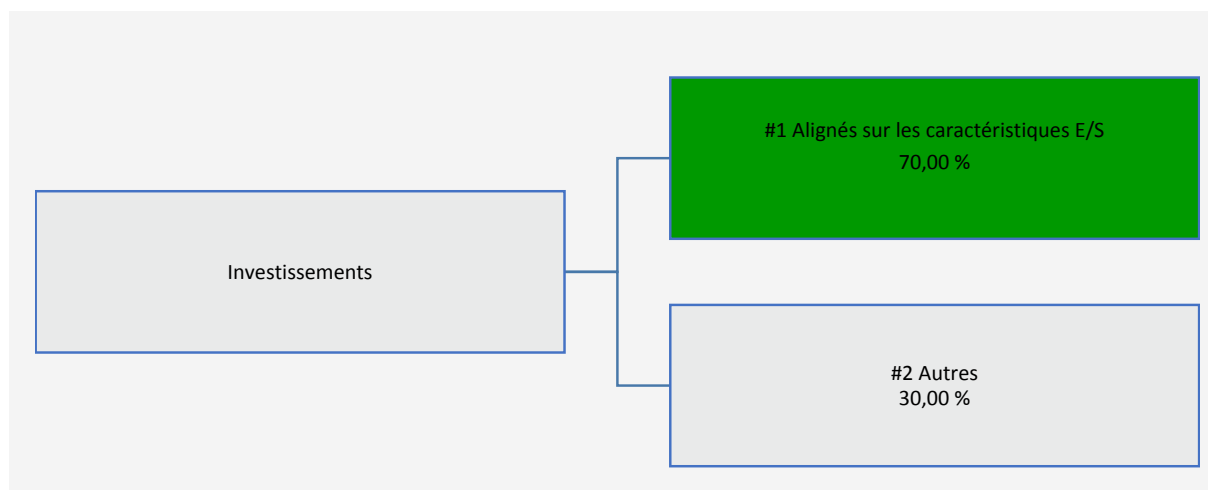 #1 Alignés sur les caractéristiques E/S
70,00 %
Investissements
#2 Autres
30,00 %